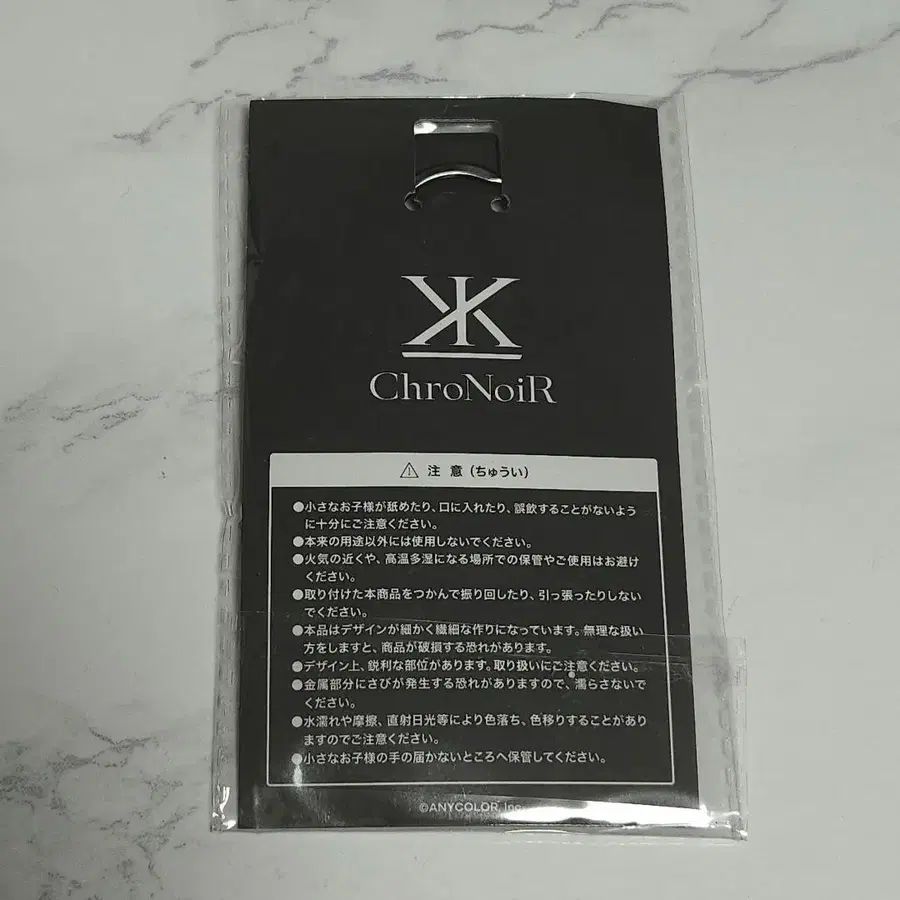 ChroNoiR
⚠ 注 意（ちゅうい）
●小さなお子様が舐めたり、口に入れたり、誤飲することがないよう
に十分にご注意ください。
●本来の用途以外には使用しないでください。
●火気の近くや、高温多湿になる場所での保管やご使用はお避け
ください。
●取り付けた本商品をつかんで振り回したり、引っ張ったりしない
でください。
●本品はデザインが細かく繊細な作りになっています。無理な扱い
方をしますと、商品が破損する恐れがあります。
●デザイン上、鋭利な部位があります。取り扱いにご注意ください。
●金属部分にさびが発生する恐れがありますので、濡らさないで
ください。
●水濡れや摩擦、直射日光等により色落ち、色移りすることがあり
ますのでご注意ください。
●小さなお子様の手の届かないところへ保管してください。
©ANYCOLOR, Inc.